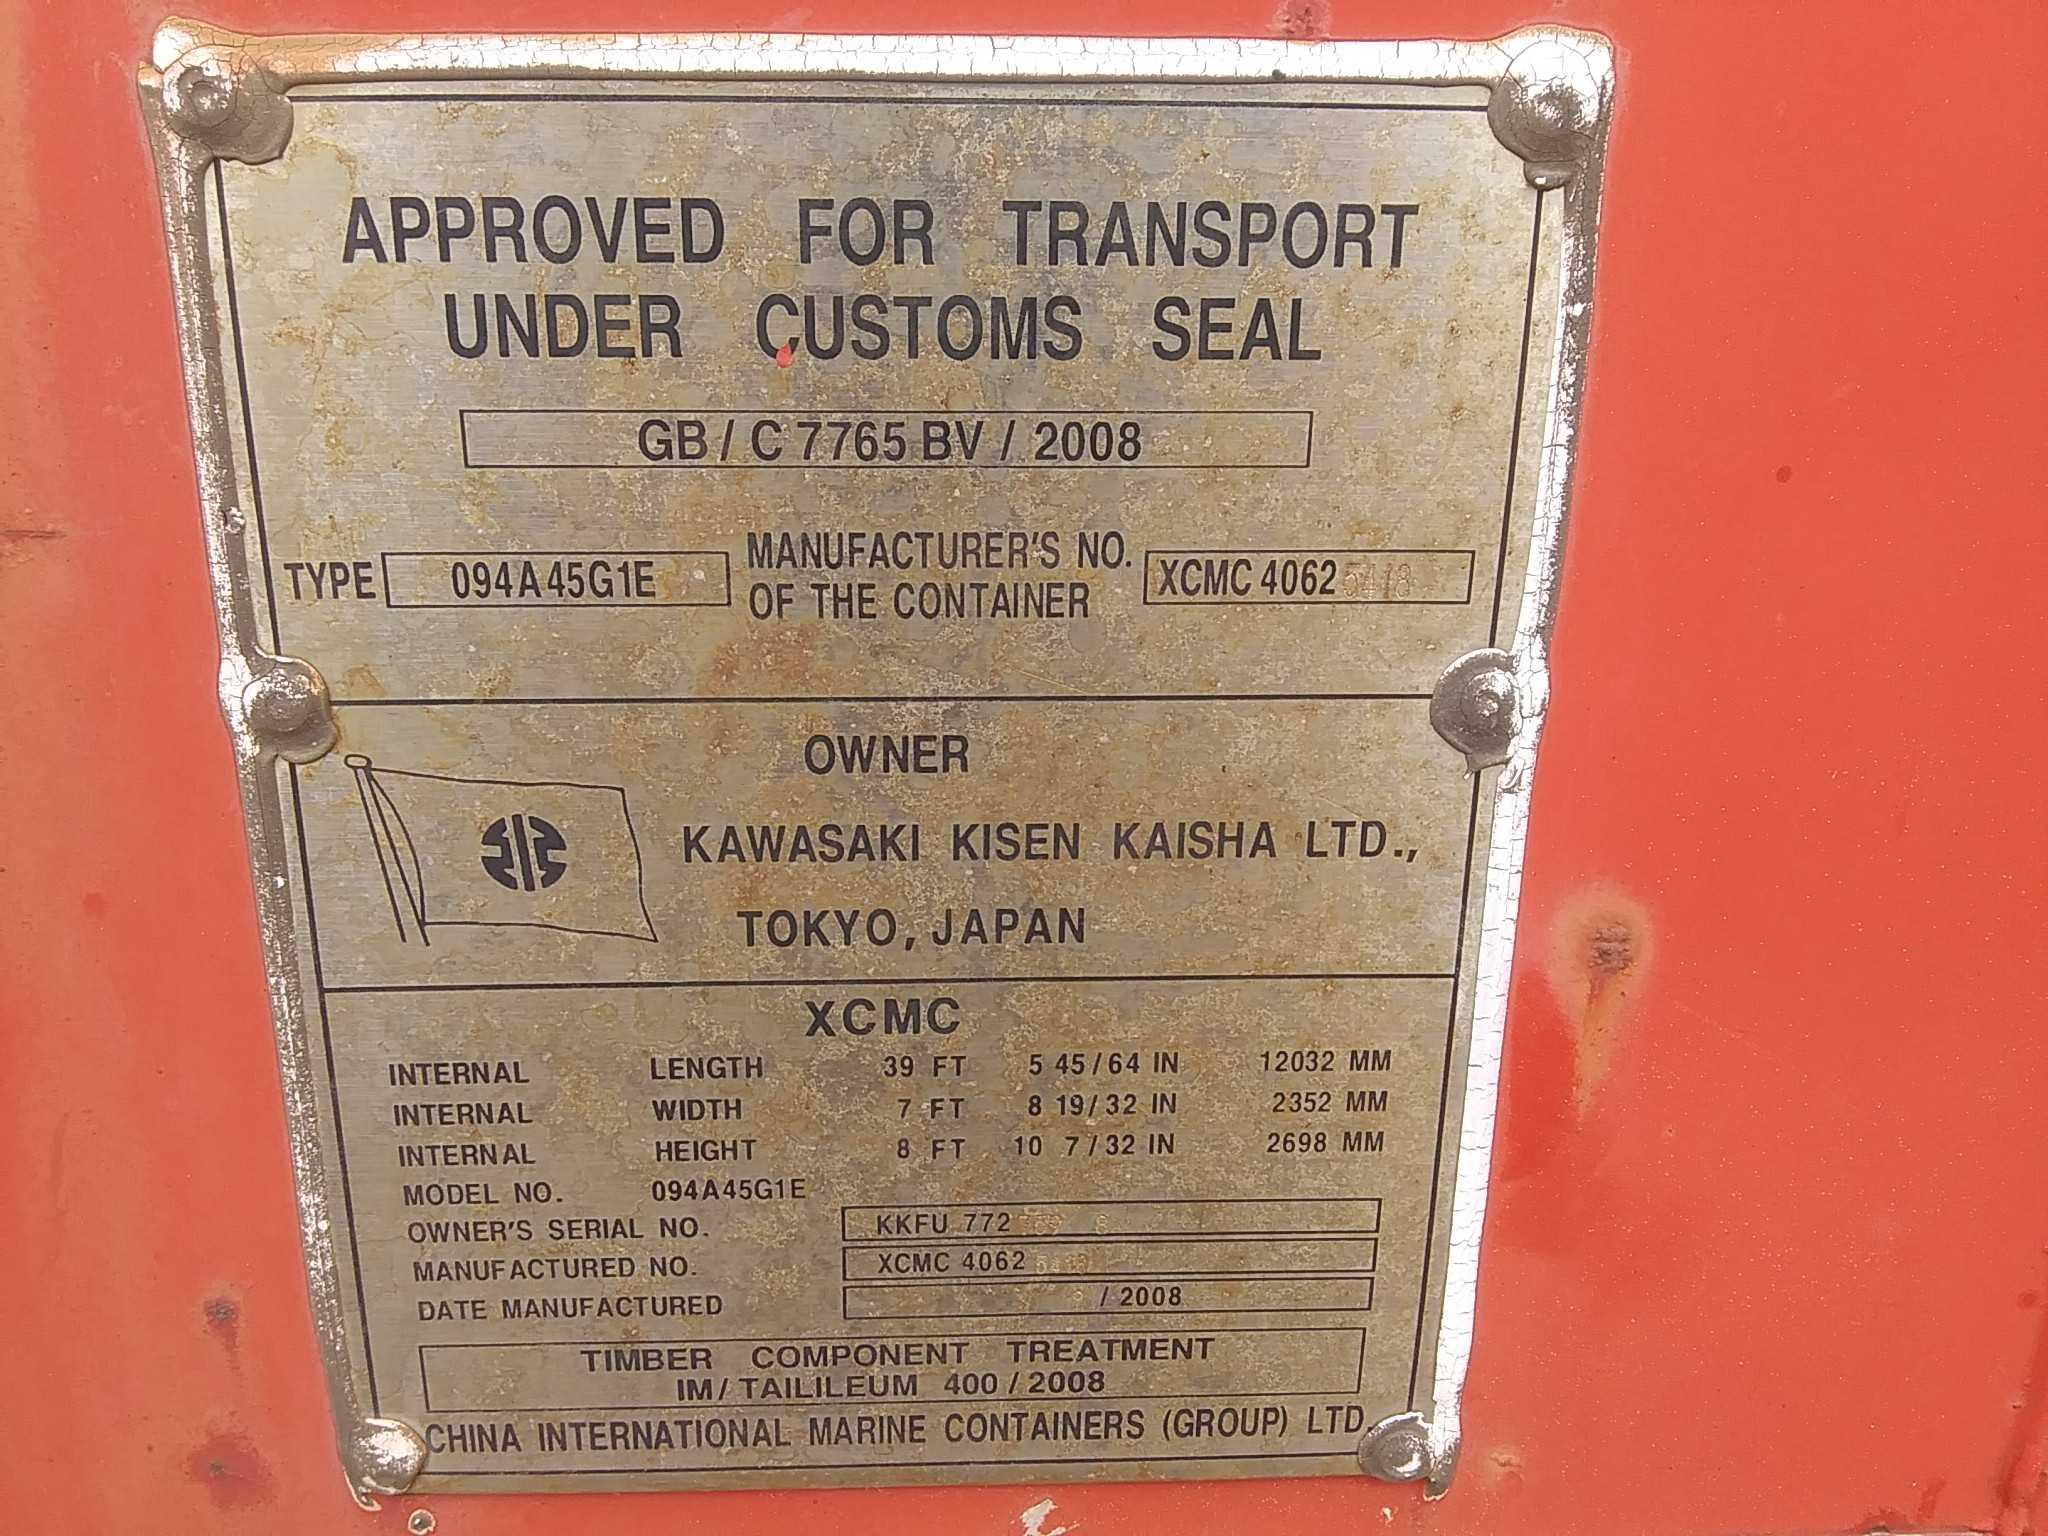 APPROVED FOR TRANSPORT
UNDER CUSTOMS SEAL
GB / C 7765 BV / 2008
TYPE 094A45G1E MANUFACTURER'S NO. OF THE CONTAINER XCMC 4062
OWNER
KAWASAKI KISEN KAISHA LTD.,
TOKYO, JAPAN
XCMC
INTERNAL LENGTH 39 FT 5 45/64 IN 12032 MM
INTERNAL WIDTH 7 FT 8 19/32 IN 2352 MM
INTERNAL HEIGHT 8 FT 10 7/32 IN 2698 MM
MODEL NO. 094A45G1E
OWNER'S SERIAL NO. KKFU 772
MANUFACTURED NO. XCMC 4062
DATE MANUFACTURED / 2008
TIMBER COMPONENT TREATMENT
IM/ TAILILEUM 400 / 2008
CHINA INTERNATIONAL MARINE CONTAINERS (GROUP) LTD.